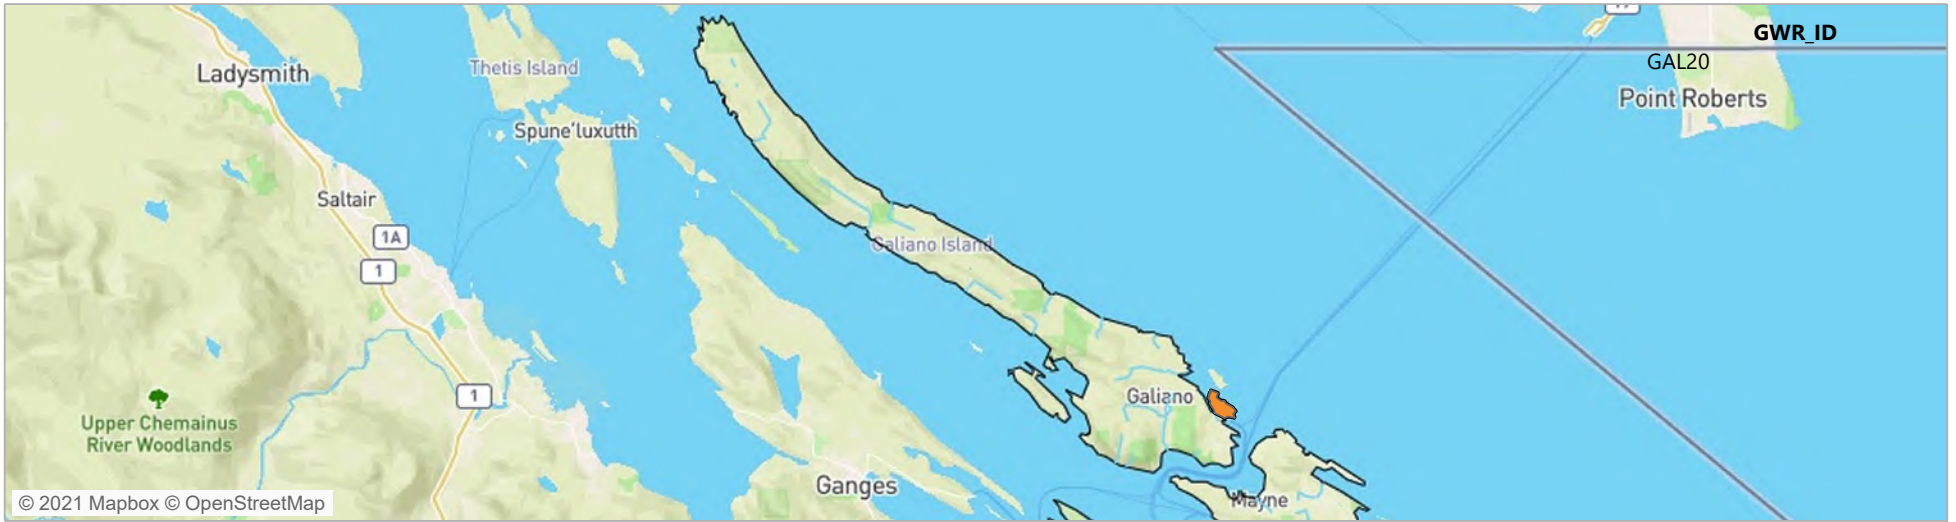 GWR_ID
GAL20
Ladysmith
Thetis Island
Point Roberts
Spune'luxutth
Saltair
1A
Galiano Island
1
1
Galiano
Upper Chemainus
River Woodlands
Ganges
Mayne
© 2021 Mapbox © OpenStreetMap